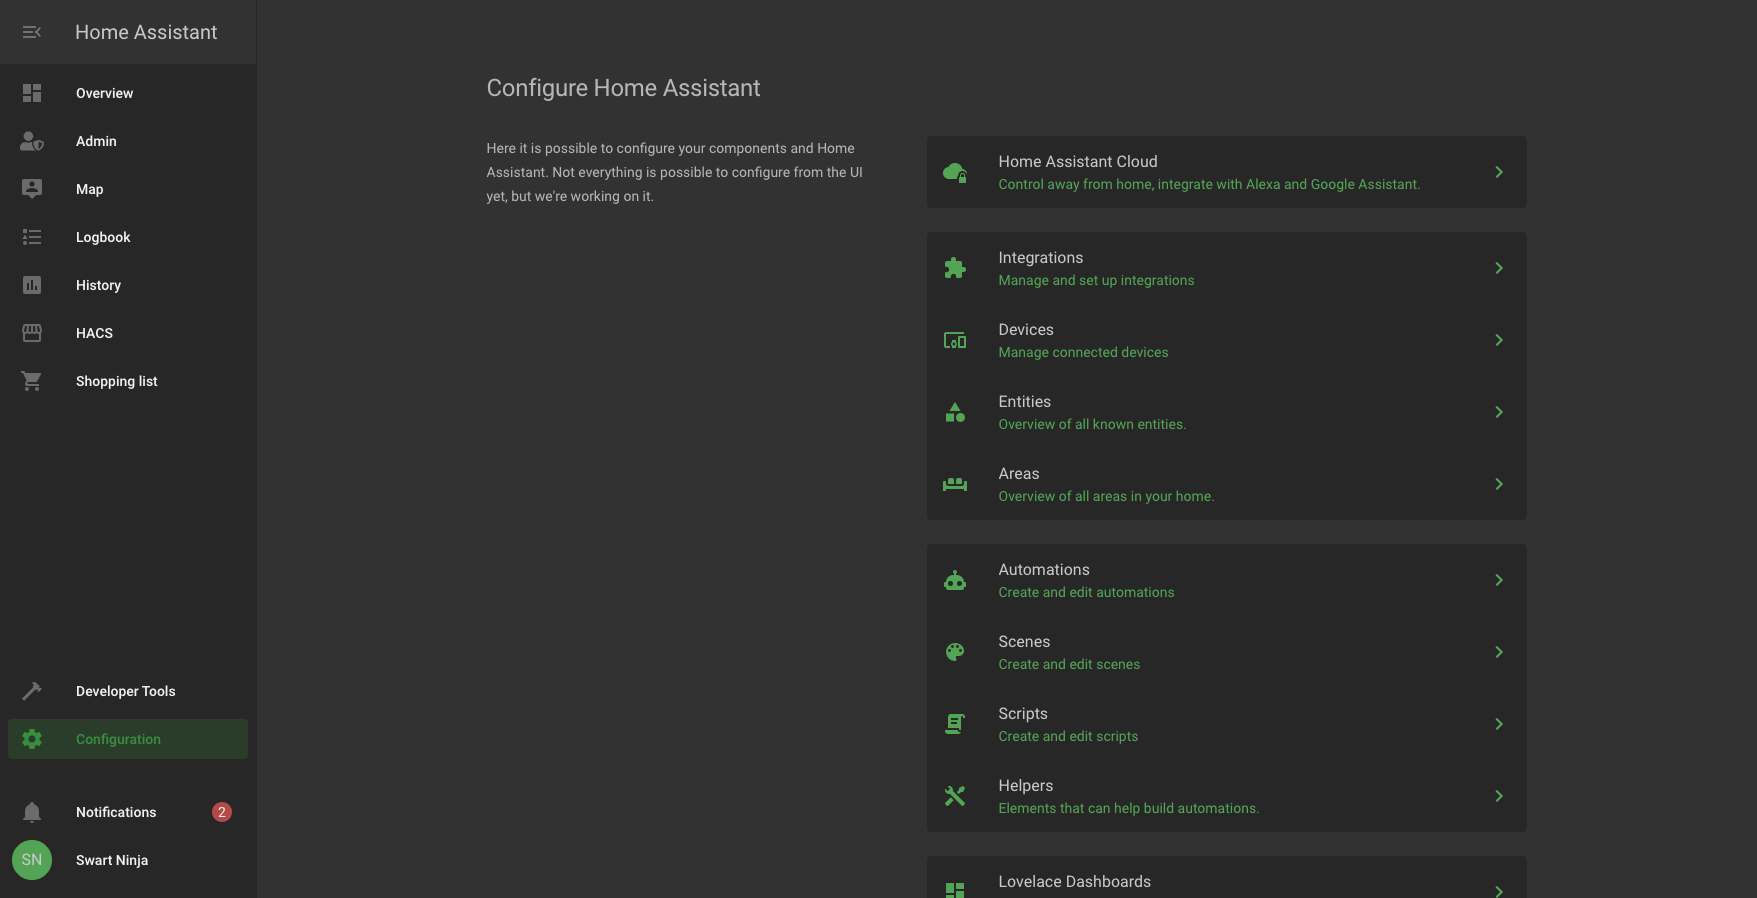 Home Assistant
Overview
Admin
Map
Logbook
History
HACS
Shopping list
Developer Tools
Configuration
Notifications
2
SN
Swart Ninja
Configure Home Assistant
Here it is possible to configure your components and Home
Assistant. Not everything is possible to configure from the UI
yet, but we're working on it.
Home Assistant Cloud
Control away from home, integrate with Alexa and Google Assistant.
Integrations
Manage and set up integrations
Devices
Manage connected devices
Entities
Overview of all known entities.
Areas
Overview of all areas in your home.
Automations
Create and edit automations
Scenes
Create and edit scenes
Scripts
Create and edit scripts
Helpers
Elements that can help build automations.
Lovelace Dashboards